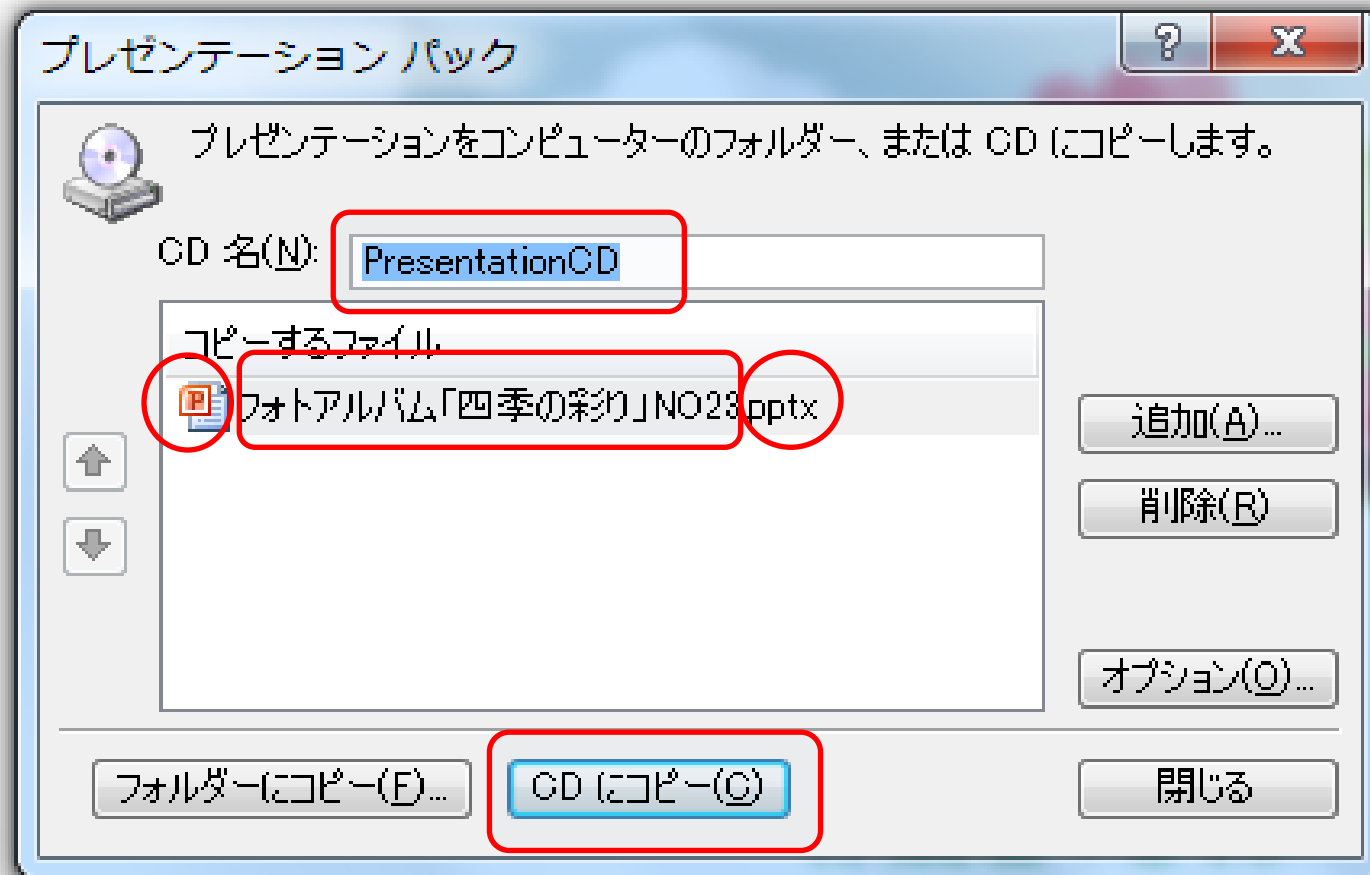 プレゼンテーション パック
プレゼンテーションをコンピューターのフォルダー、または CD にコピーします。
CD 名(N): PresentationCD
コピーするファイル
フォトアルバム「四季の彩り」NO23.pptx
追加(A)...
削除(R)
オプション(O)...
フォルダーにコピー(F)... CD にコピー(C) 閉じる